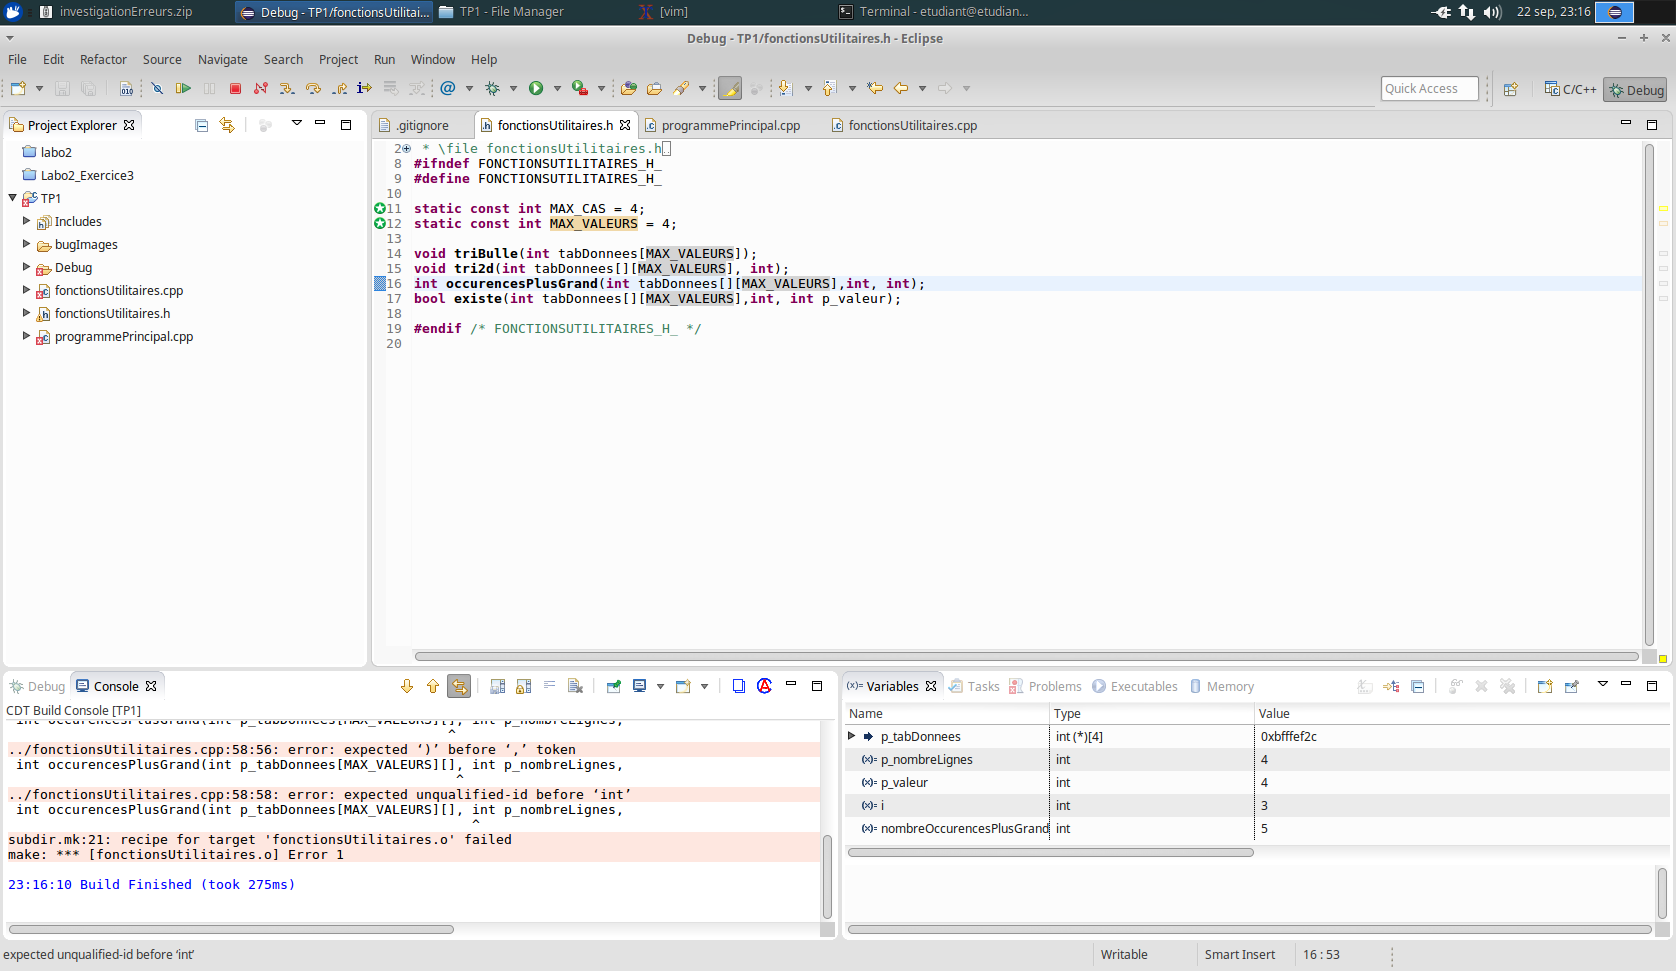 investigationErreurs.zip
Debug - TP1/fonctionsUtilitai...
TP1 - File Manager
[vim]
Terminal - etudiant@etudian...
22 sep, 23:16
Debug - TP1/fonctionsUtilitaires.h - Eclipse
File Edit Refactor Source Navigate Search Project Run Window Help
Quick Access
C/C++
Debug
Project Explorer
labo2
Labo2_Exercice3
TP1
Includes
bugImages
Debug
fonctionsUtilitaires.cpp
fonctionsUtilitaires.h
programmePrincipal.cpp
.gitignore
fonctionsUtilitaires.h
programmePrincipal.cpp
fonctionsUtilitaires.cpp
2 * \file fonctionsUtilitaires.h
8 #ifndef FONCTIONSUTILITAIRES_H_
9 #define FONCTIONSUTILITAIRES_H_
10
11 static const int MAX_CAS = 4;
12 static const int MAX_VALEURS = 4;
13
14 void triBulle(int tabDonnees[MAX_VALEURS]);
15 void tri2d(int tabDonnees[][MAX_VALEURS], int);
16 int occurencesPlusGrand(int tabDonnees[][MAX_VALEURS],int, int);
17 bool existe(int tabDonnees[][MAX_VALEURS],int, int p_valeur);
18
19 #endif /* FONCTIONSUTILITAIRES_H_ */
20
Debug
Console
CDT Build Console [TP1]
int occurencesPlusGrand(int p_tabDonnees[MAX_VALEURS][], int p_nombreLignes,
^
../fonctionsUtilitaires.cpp:58:56: error: expected ‘)’ before ‘,’ token
int occurencesPlusGrand(int p_tabDonnees[MAX_VALEURS][], int p_nombreLignes,
^
../fonctionsUtilitaires.cpp:58:58: error: expected unqualified-id before ‘int’
int occurencesPlusGrand(int p_tabDonnees[MAX_VALEURS][], int p_nombreLignes,
^
subdir.mk:21: recipe for target 'fonctionsUtilitaires.o' failed
make: *** [fonctionsUtilitaires.o] Error 1
23:16:10 Build Finished (took 275ms)
(x)= Variables
Tasks
Problems
Executables
Memory
Name Type Value
p_tabDonnees int (*)[4] 0xbfffef2c
(x)= p_nombreLignes int 4
(x)= p_valeur int 4
(x)= i int 3
(x)= nombreOccurencesPlusGrand int 5
expected unqualified-id before ‘int’
Writable
Smart Insert
16 : 53